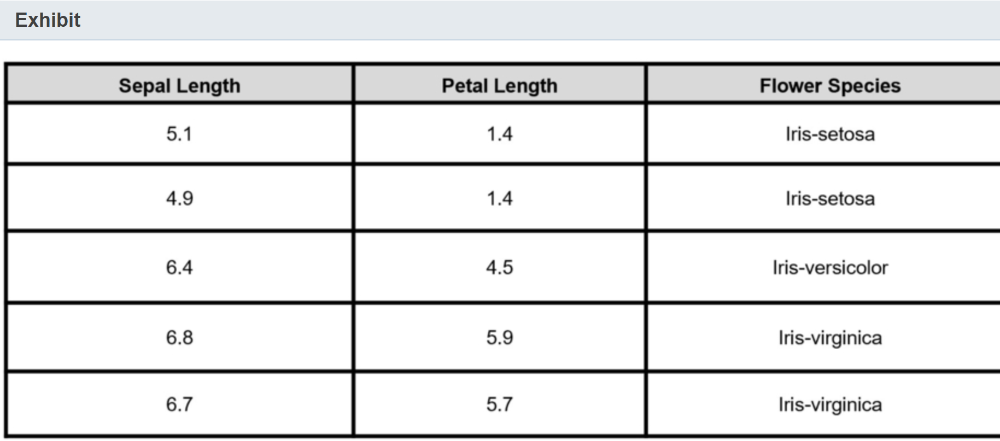 Exhibit
Sepal Length Petal Length Flower Species
5.1 1.4 Iris-setosa
4.9 1.4 Iris-setosa
6.4 4.5 Iris-versicolor
6.8 5.9 Iris-virginica
6.7 5.7 Iris-virginica